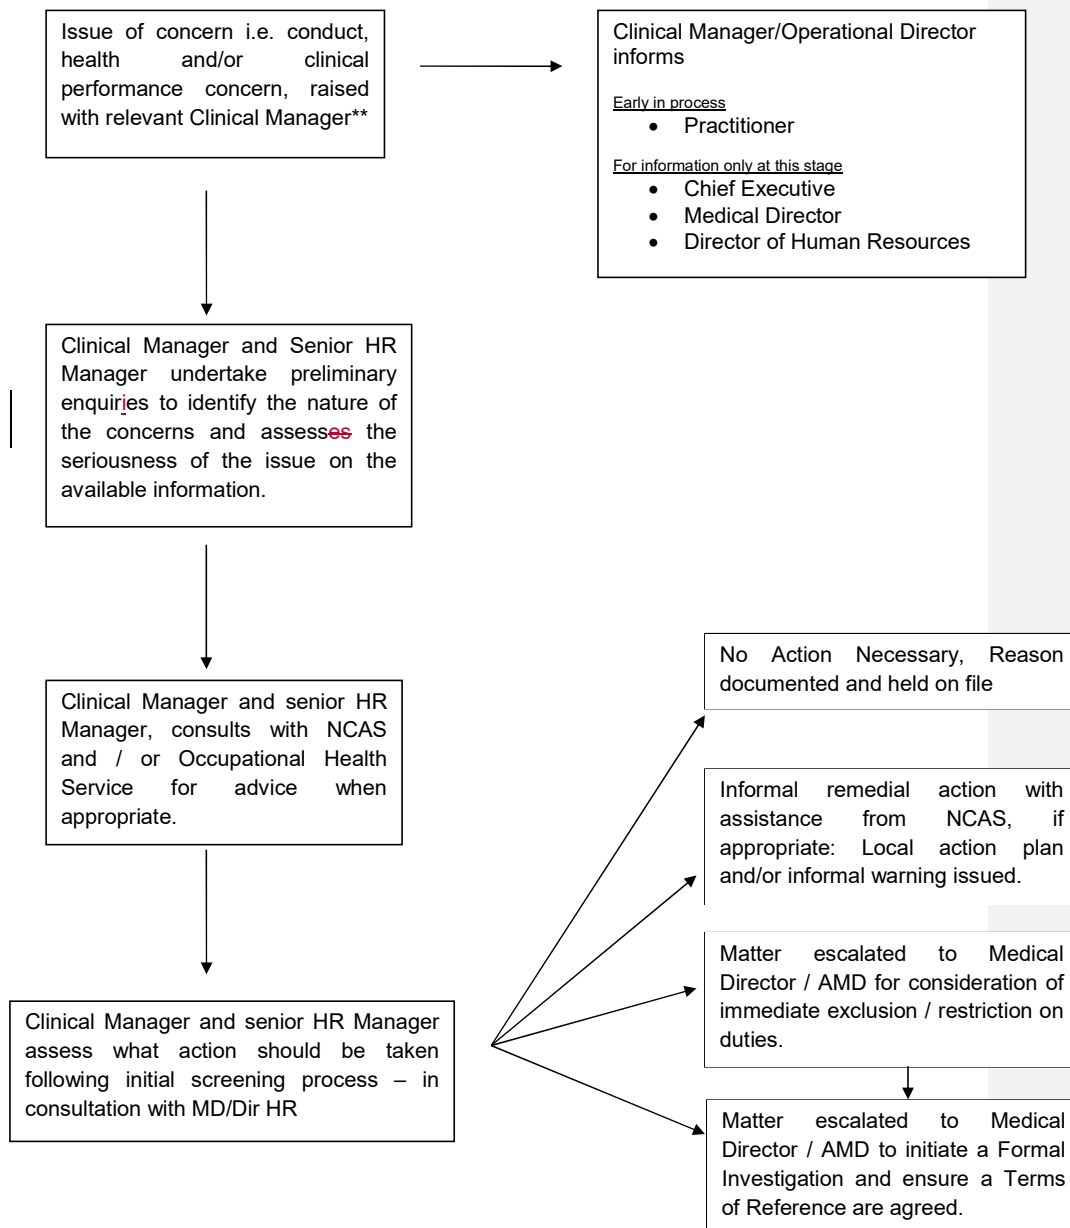 Issue of concern i.e. conduct,
health and/or clinical
performance concern, raised
with relevant Clinical Manager**
Clinical Manager/Operational Director
informs
Early in process
• Practitioner
For information only at this stage
• Chief Executive
• Medical Director
• Director of Human Resources
Clinical Manager and Senior HR
Manager undertake preliminary
enquiries to identify the nature of
the concerns and assesses the
seriousness of the issue on the
available information.
Clinical Manager and senior HR
Manager, consults with NCAS
and / or Occupational Health
Service for advice when
appropriate.
Clinical Manager and senior HR Manager
assess what action should be taken
following initial screening process – in
consultation with MD/Dir HR
No Action Necessary, Reason
documented and held on file
Informal remedial action with
assistance from NCAS, if
appropriate: Local action plan
and/or informal warning issued.
Matter escalated to Medical
Director / AMD for consideration of
immediate exclusion / restriction on
duties.
Matter escalated to Medical
Director / AMD to initiate a Formal
Investigation and ensure a Terms
of Reference are agreed.